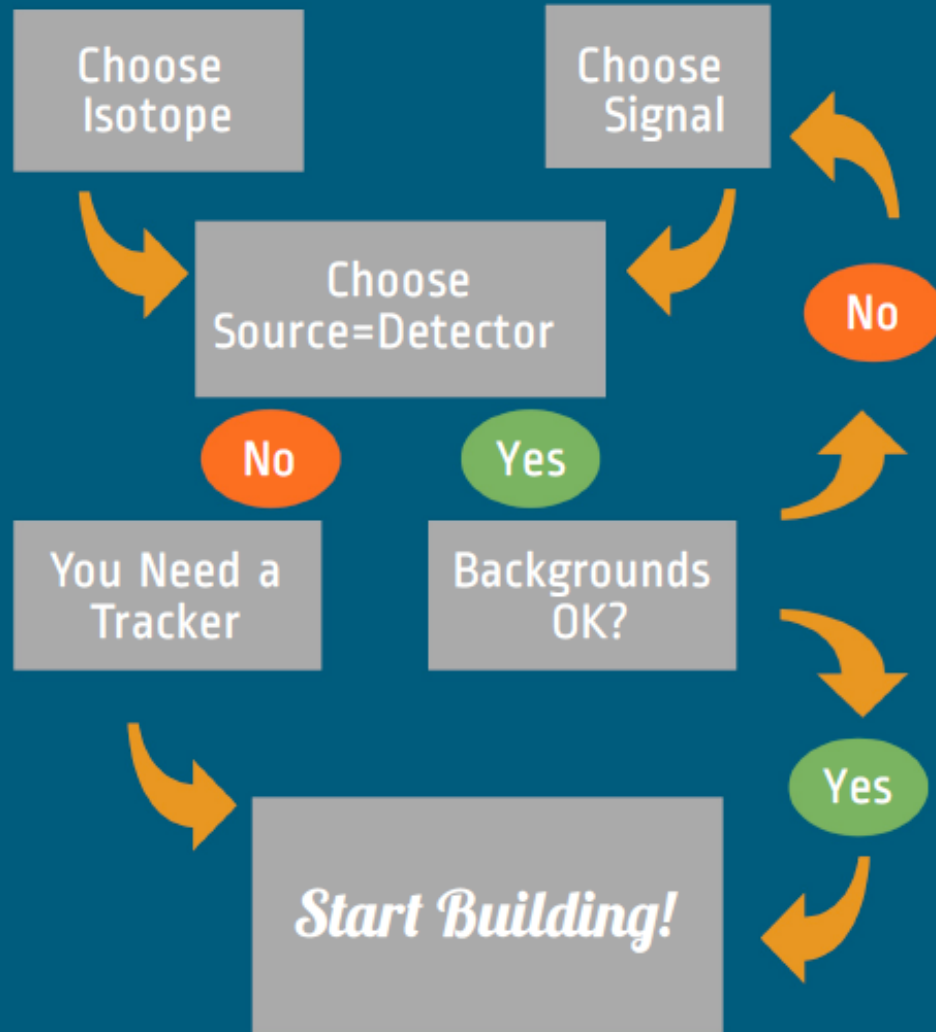 Choose
Isotope
Choose
Signal
Choose
Source=Detector
No
No
Yes
You Need a
Tracker
Backgrounds
OK?
Yes
Start Building!